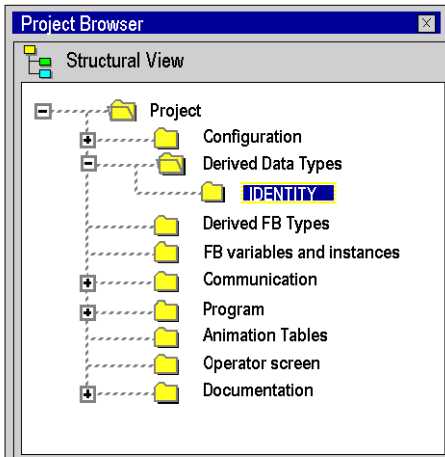 Project Browser
Structural View
Project
Configuration
Derived Data Types
IDENTITY
Derived FB Types
FB variables and instances
Communication
Program
Animation Tables
Operator screen
Documentation